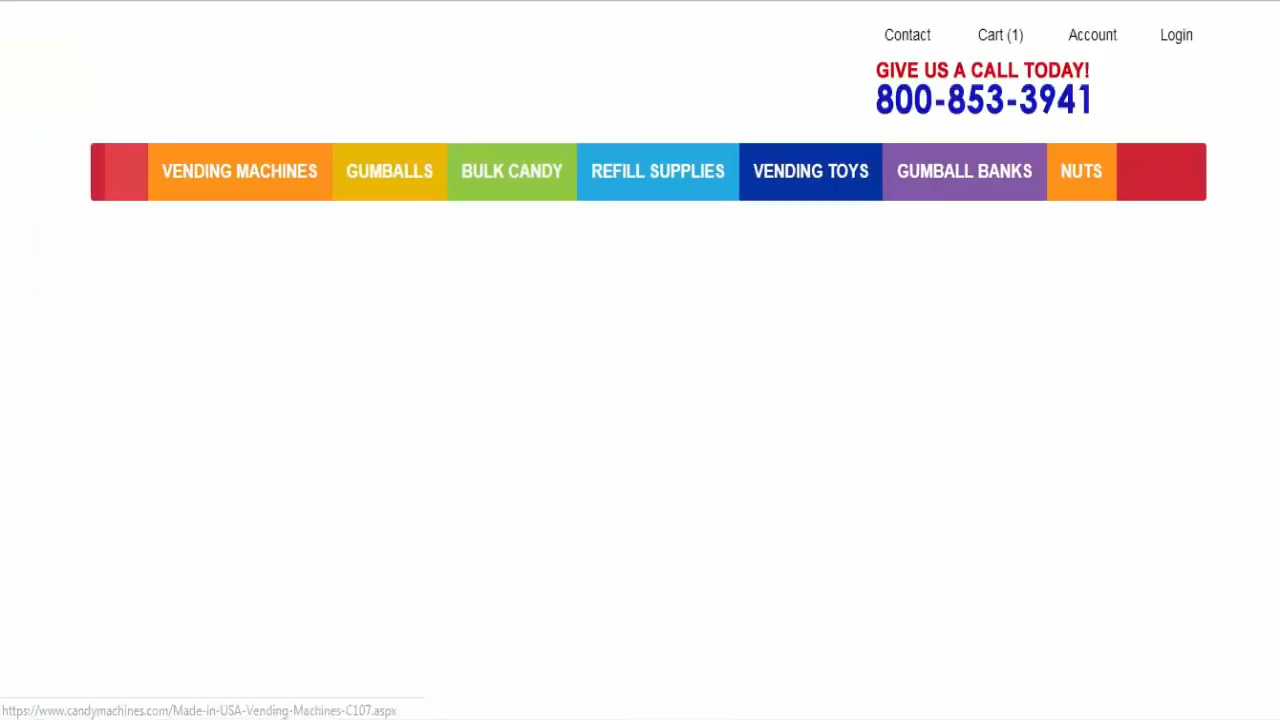 Contact Cart (1) Account Login
GIVE US A CALL TODAY!
800-853-3941
VENDING MACHINES GUMBALLS BULK CANDY REFILL SUPPLIES VENDING TOYS GUMBALL BANKS NUTS
https://www.candymachines.com/Made-in-USA-Vending-Machines-C107.aspx